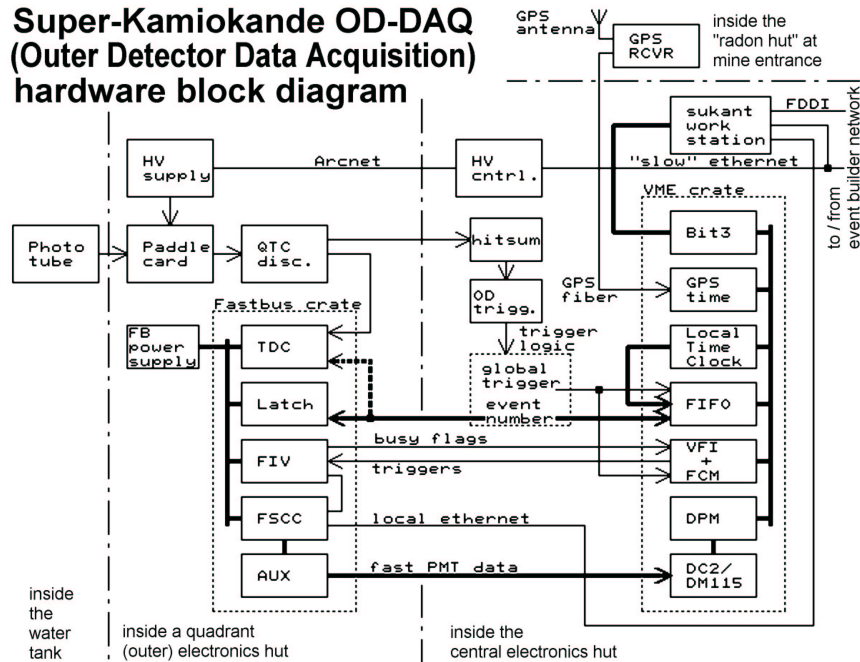 Super-Kamiokande OD-DAQ
(Outer Detector Data Acquisition)
hardware block diagram
GPS
antenna
GPS
RCVR
inside the
"radon hut" at
mine entrance
sukant
work
station
FDDI
HV
supply
Arcnet
HV
cntrl.
"slow" ethernet
to / from
event builder network
VME crate
Photo
tube
Paddle
card
QTC
disc.
hitsum
Bit3
OD
trigg.
GPS
fiber
GPS
time
Fastbus crate
FB
power
supply
TDC
trigger
logic
Local
Time
Clock
global
trigger
Latch
event
number
FIFO
busy flags
FIV
triggers
VFI
+
FCM
FSCC
local ethernet
DPM
AUX
fast PMT data
DC2/
DM115
inside
the
water
tank
inside a quadrant
(outer) electronics hut
inside the
central electronics hut